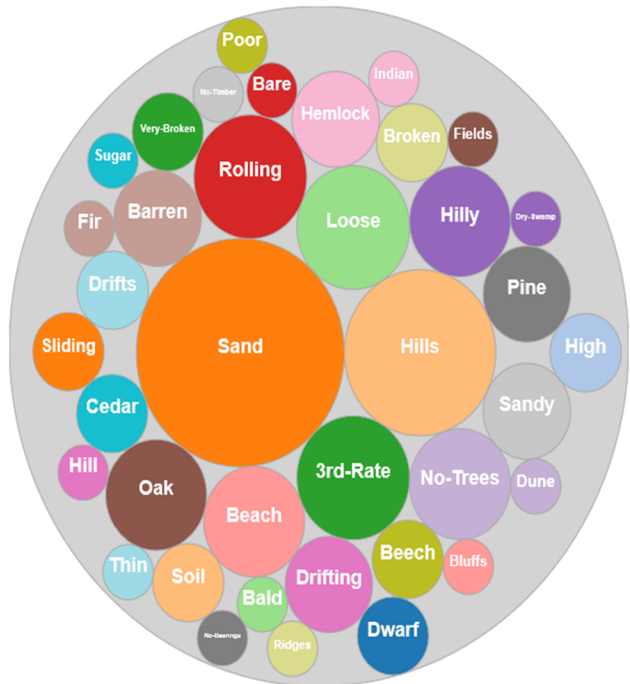 Poor
Indian
Bare
No-Timber
Hemlock
Very-Broken
Broken
Fields
Sugar
Rolling
Barren
Loose
Hilly
Dry-Swamp
Fir
Drifts
Pine
Sliding
Sand
Hills
High
Cedar
Sandy
Hill
3rd-Rate
No-Trees
Dune
Oak
Beach
Thin
Soil
Drifting
Beech
Bluffs
Bald
Dwarf
No-Bearings
Ridges